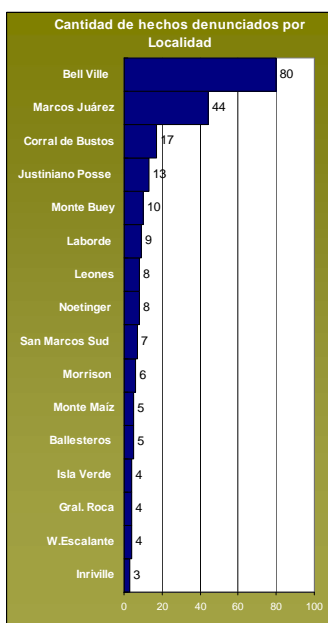 Cantidad de hechos denunciados por
Localidad
Bell Ville 80
Marcos Juárez 44
Corral de Bustos 17
Justiniano Posse 13
Monte Buey 10
Laborde 9
Leones 8
Noetinger 8
San Marcos Sud 7
Morrison 6
Monte Maíz 5
Ballesteros 5
Isla Verde 4
Gral. Roca 4
W.Escalante 4
Inriville 3
0 20 40 60 80 100